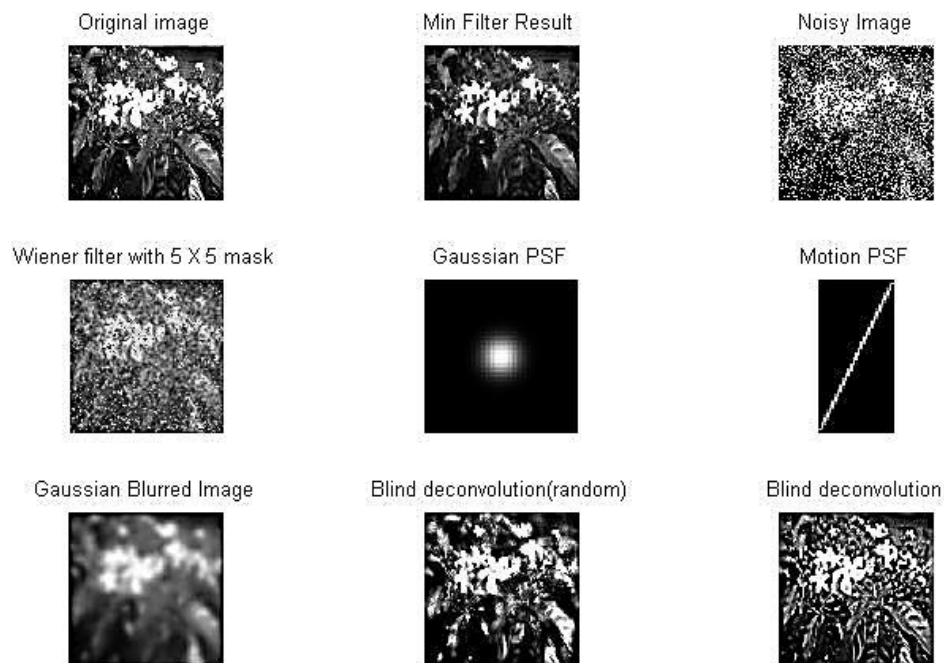 Original image
Min Filter Result
Noisy Image
Wiener filter with 5 X 5 mask
Gaussian PSF
Motion PSF
Gaussian Blurred Image
Blind deconvolution(random)
Blind deconvolution